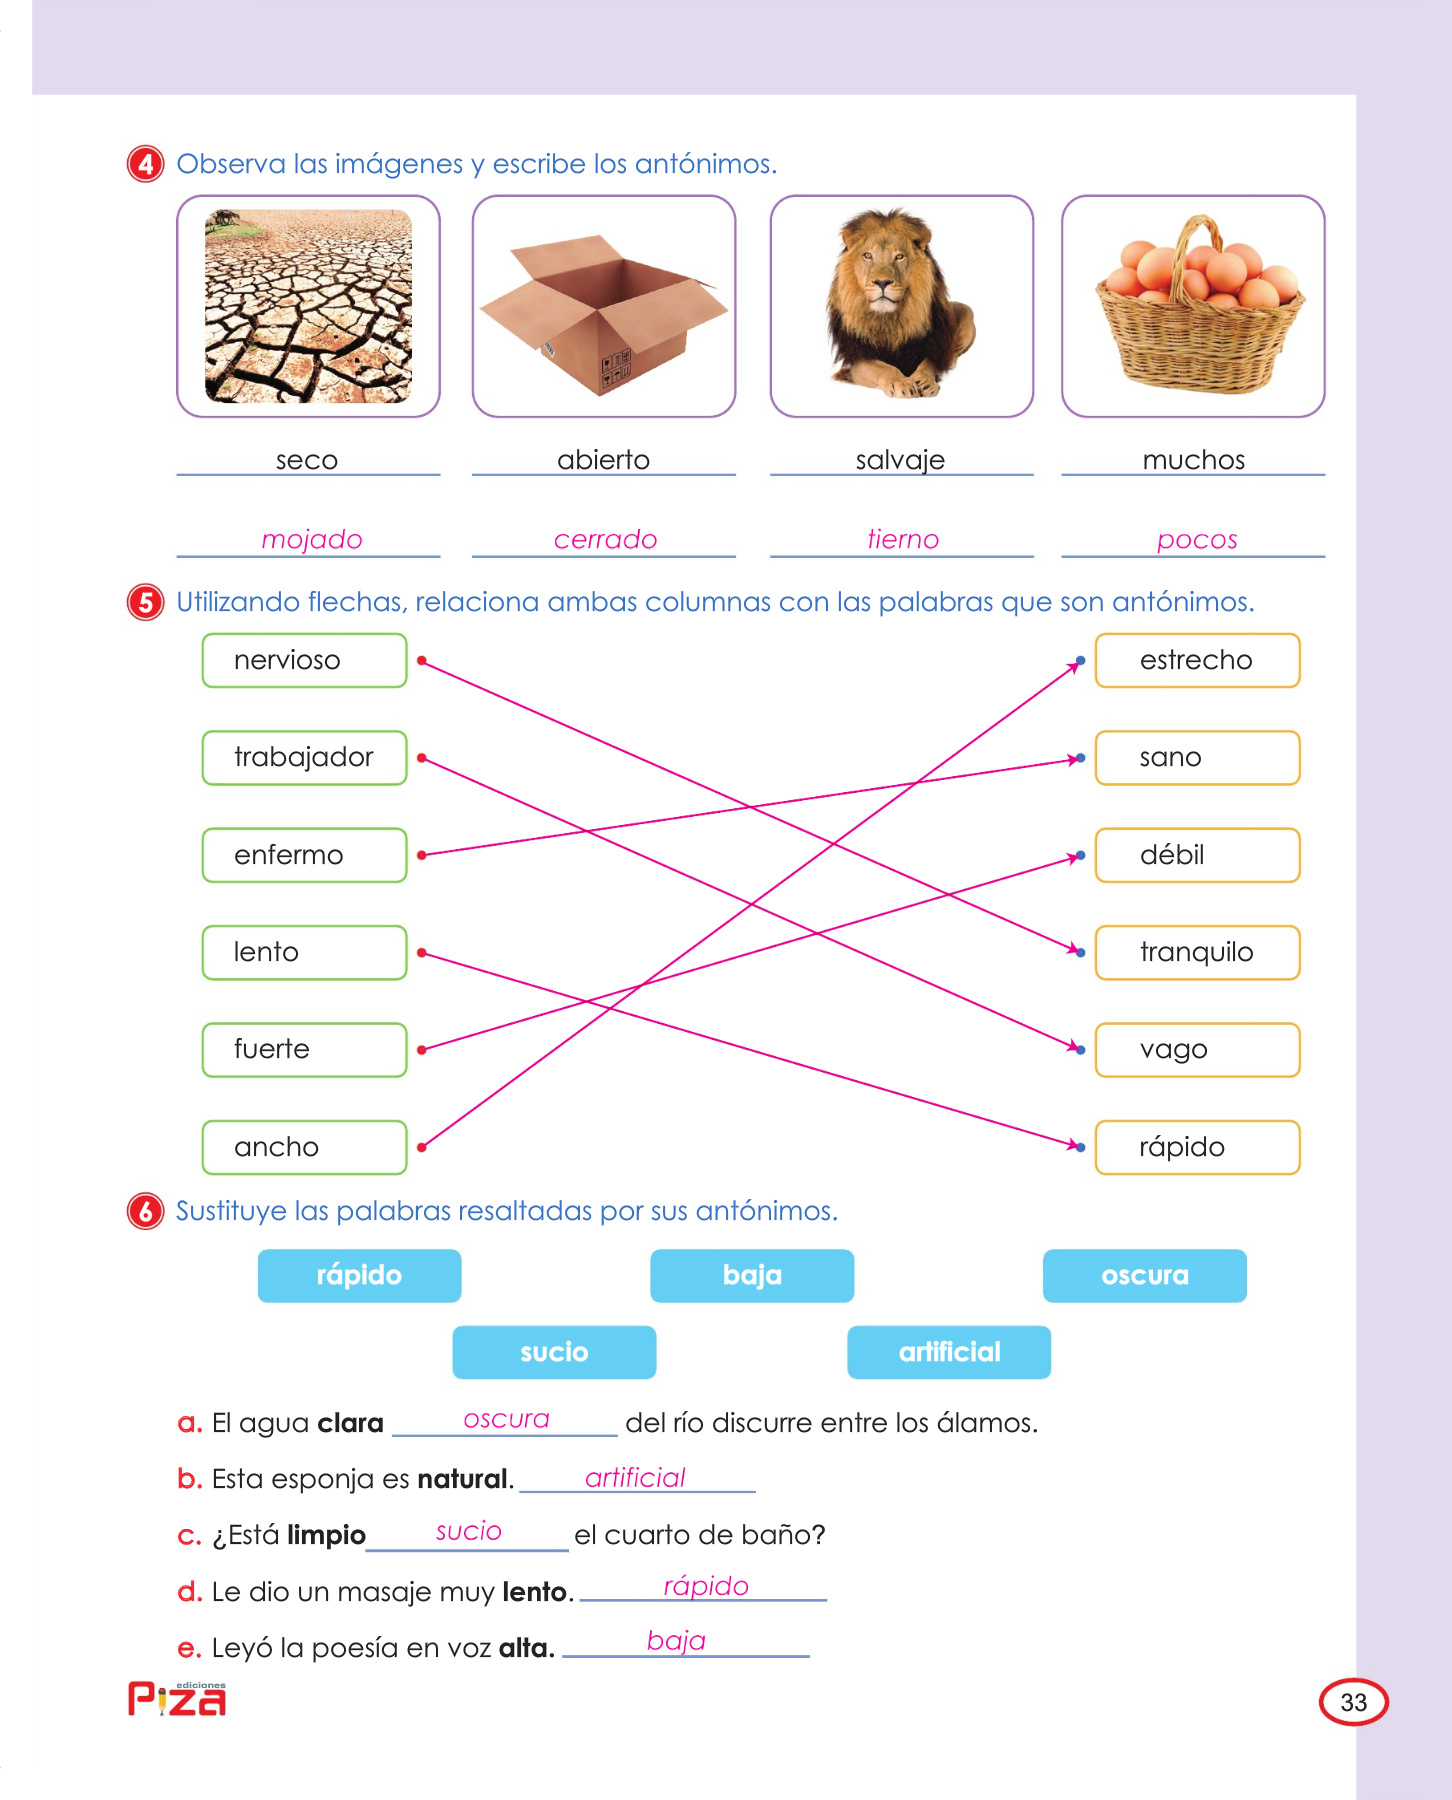 4 Observa las imágenes y escribe los antónimos.
seco abierto salvaje muchos
mojado cerrado tierno pocos
5 Utilizando flechas, relaciona ambas columnas con las palabras que son antónimos.
nervioso estrecho
trabajador sano
enfermo débil
lento tranquilo
fuerte vago
ancho rápido
6 Sustituye las palabras resaltadas por sus antónimos.
rápido baja oscura
sucio artificial
a. El agua clara oscura del río discurre entre los álamos.
b. Esta esponja es natural. artificial
c. ¿Está limpio sucio el cuarto de baño?
d. Le dio un masaje muy lento. rápido
e. Leyó la poesía en voz alta. baja
ediciones
Piza
33